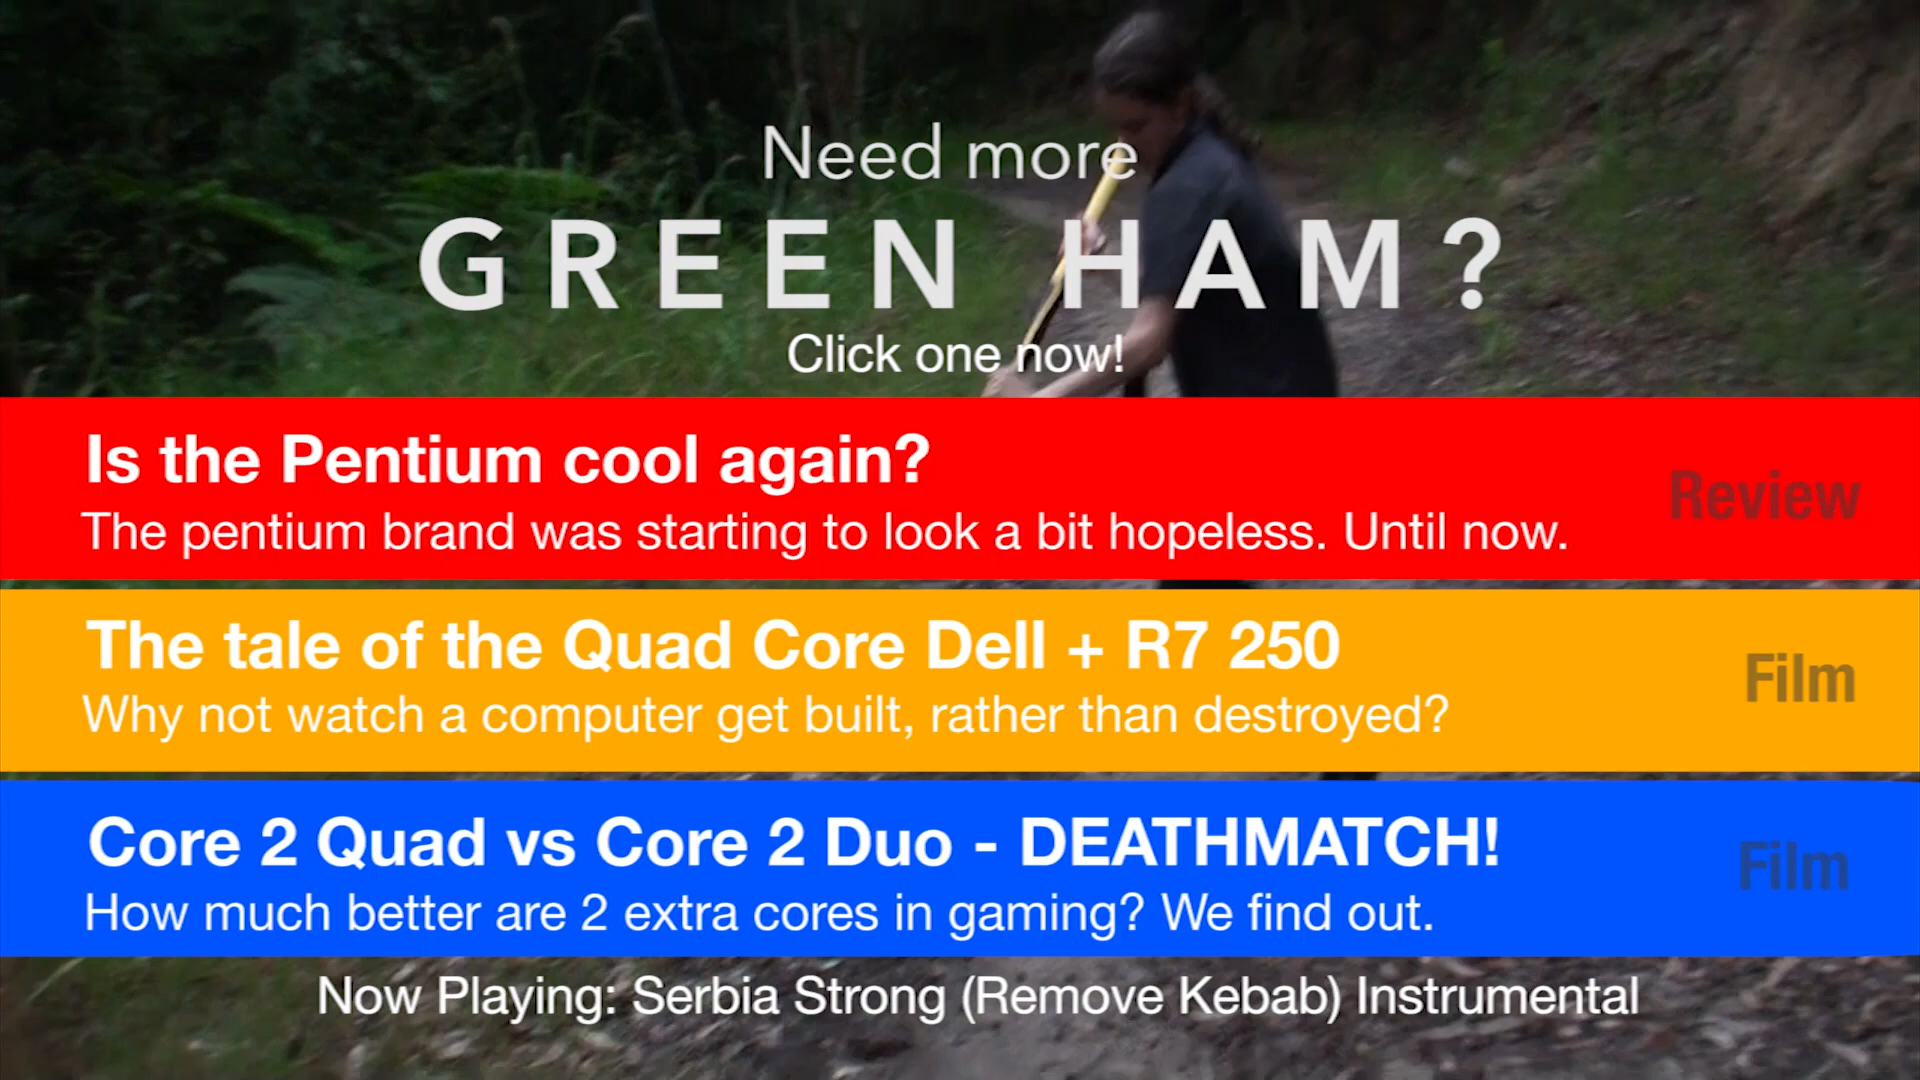 Need more
GREEN HAM?
Click one now!
Is the Pentium cool again?
The pentium brand was starting to look a bit hopeless. Until now.
Review
The tale of the Quad Core Dell + R7 250
Why not watch a computer get built, rather than destroyed?
Film
Core 2 Quad vs Core 2 Duo - DEATHMATCH!
How much better are 2 extra cores in gaming? We find out.
Film
Now Playing: Serbia Strong (Remove Kebab) Instrumental